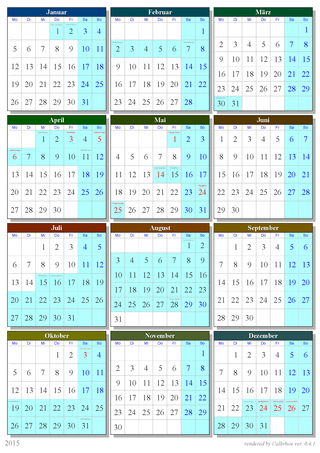 Januar Februar März
Mo Di Mi Do Fr Sa So Mo Di Mi Do Fr Sa So Mo Di Mi Do Fr Sa So
1 2 3 4
5 6 7 8 9 10 11
12 13 14 15 16 17 18
19 20 21 22 23 24 25
26 27 28 29 30 31
1
2 3 4 5 6 7 8
9 10 11 12 13 14 15
16 17 18 19 20 21 22
23 24 25 26 27 28
1
2 3 4 5 6 7 8
9 10 11 12 13 14 15
16 17 18 19 20 21 22
23 24 25 26 27 28 29
30 31
April Mai Juni
Mo Di Mi Do Fr Sa So Mo Di Mi Do Fr Sa So Mo Di Mi Do Fr Sa So
1 2 3 4 5
6 7 8 9 10 11 12
13 14 15 16 17 18 19
20 21 22 23 24 25 26
27 28 29 30
1 2 3
4 5 6 7 8 9 10
11 12 13 14 15 16 17
18 19 20 21 22 23 24
25 26 27 28 29 30 31
1 2 3 4 5 6 7
8 9 10 11 12 13 14
15 16 17 18 19 20 21
22 23 24 25 26 27 28
29 30
Juli August September
Mo Di Mi Do Fr Sa So Mo Di Mi Do Fr Sa So Mo Di Mi Do Fr Sa So
1 2 3 4 5
6 7 8 9 10 11 12
13 14 15 16 17 18 19
20 21 22 23 24 25 26
27 28 29 30 31
1 2
3 4 5 6 7 8 9
10 11 12 13 14 15 16
17 18 19 20 21 22 23
24 25 26 27 28 29 30
31
1 2 3 4 5 6
7 8 9 10 11 12 13
14 15 16 17 18 19 20
21 22 23 24 25 26 27
28 29 30
Oktober November Dezember
Mo Di Mi Do Fr Sa So Mo Di Mi Do Fr Sa So Mo Di Mi Do Fr Sa So
1 2 3 4
5 6 7 8 9 10 11
12 13 14 15 16 17 18
19 20 21 22 23 24 25
26 27 28 29 30 31
1
2 3 4 5 6 7 8
9 10 11 12 13 14 15
16 17 18 19 20 21 22
23 24 25 26 27 28 29
30
1 2 3 4 5 6
7 8 9 10 11 12 13
14 15 16 17 18 19 20
21 22 23 24 25 26 27
28 29 30 31
2015 rendered by Callirhoe ver. 0.4.1